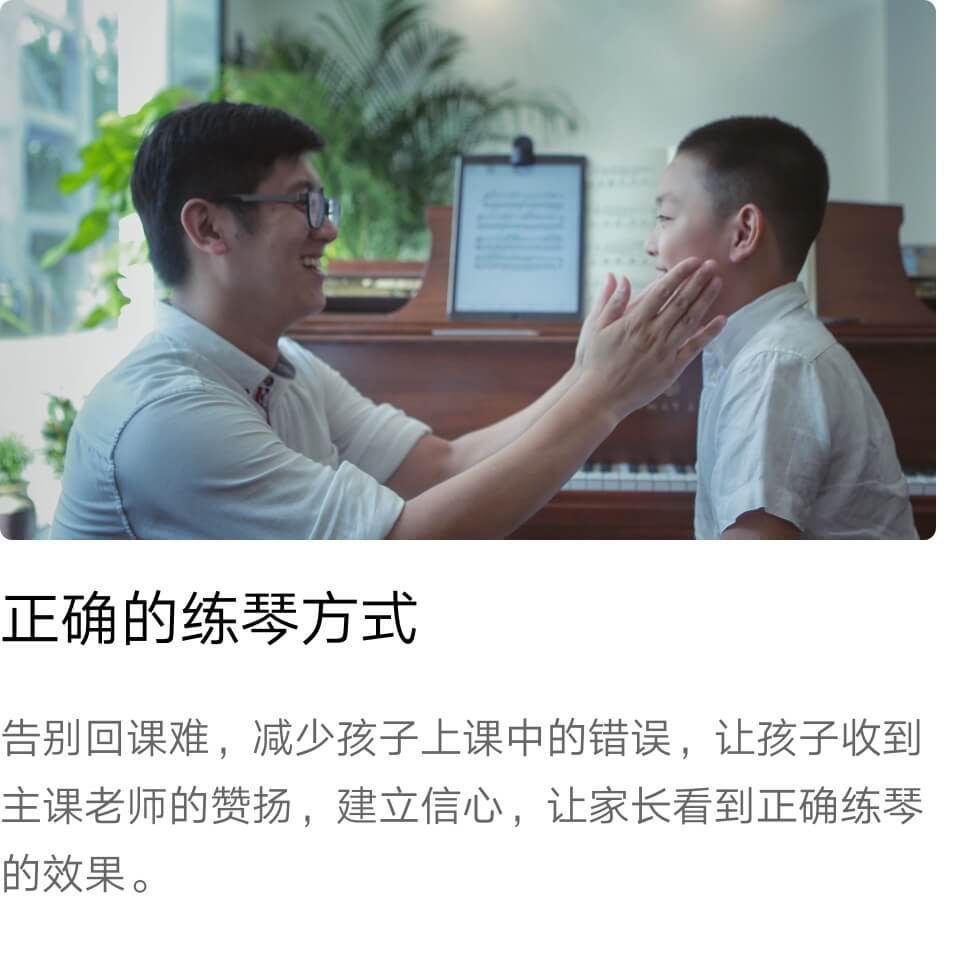 正确的练琴方式
告别回课难，减少孩子上课中的错误，让孩子收到
主课老师的赞扬，建立信心，让家长看到正确练琴
的效果。